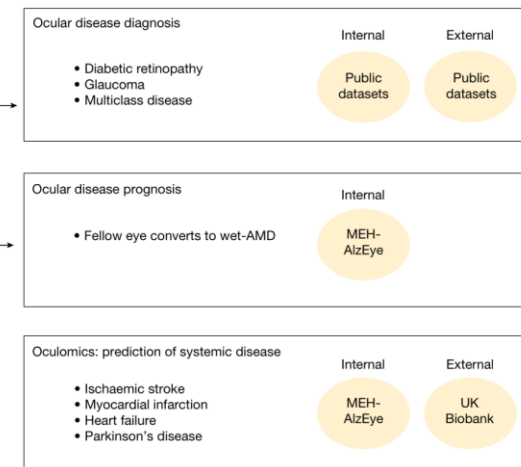 Ocular disease diagnosis
Internal External
• Diabetic retinopathy
• Glaucoma
• Multiclass disease
Public
datasets
Public
datasets
Ocular disease prognosis
Internal
• Fellow eye converts to wet-AMD
MEH-
AlzEye
Oculomics: prediction of systemic disease
Internal External
• Ischaemic stroke
• Myocardial infarction
• Heart failure
• Parkinson's disease
MEH-
AlzEye
UK
Biobank